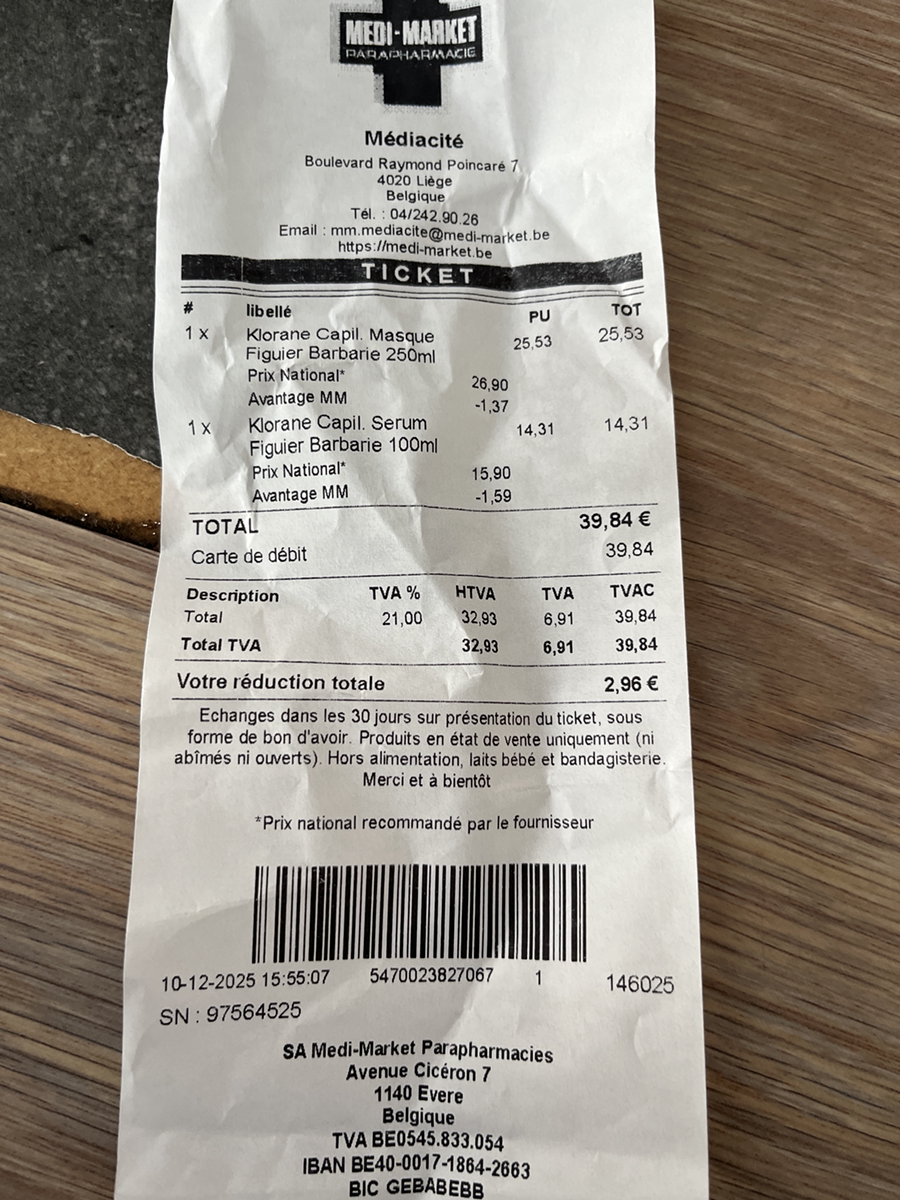 MEDI-MARKET
PARAPHARMACIE
Médiacité
Boulevard Raymond Poincaré 7
4020 Liège
Belgique
Tél. : 04/242.90.26
Email : mm.mediacite@medi-market.be
https://medi-market.be
TICKET
# libellé PU TOT
1 x Klorane Capil. Masque 25,53 25,53
Figuier Barbarie 250ml
Prix National* 26,90
Avantage MM -1,37
1 x Klorane Capil. Serum 14,31 14,31
Figuier Barbarie 100ml
Prix National* 15,90
Avantage MM -1,59
TOTAL 39,84 €
Carte de débit 39,84
Description TVA % HTVA TVA TVAC
Total 21,00 32,93 6,91 39,84
Total TVA 32,93 6,91 39,84
Votre réduction totale 2,96 €
Echanges dans les 30 jours sur présentation du ticket, sous
forme de bon d'avoir. Produits en état de vente uniquement (ni
abîmés ni ouverts). Hors alimentation, laits bébé et bandagisterie.
Merci et à bientôt
*Prix national recommandé par le fournisseur
10-12-2025 15:55:07 5470023827067 1 146025
SN : 97564525
SA Medi-Market Parapharmacies
Avenue Cicéron 7
1140 Evere
Belgique
TVA BE0545.833.054
IBAN BE40-0017-1864-2663
BIC GEBABEBB